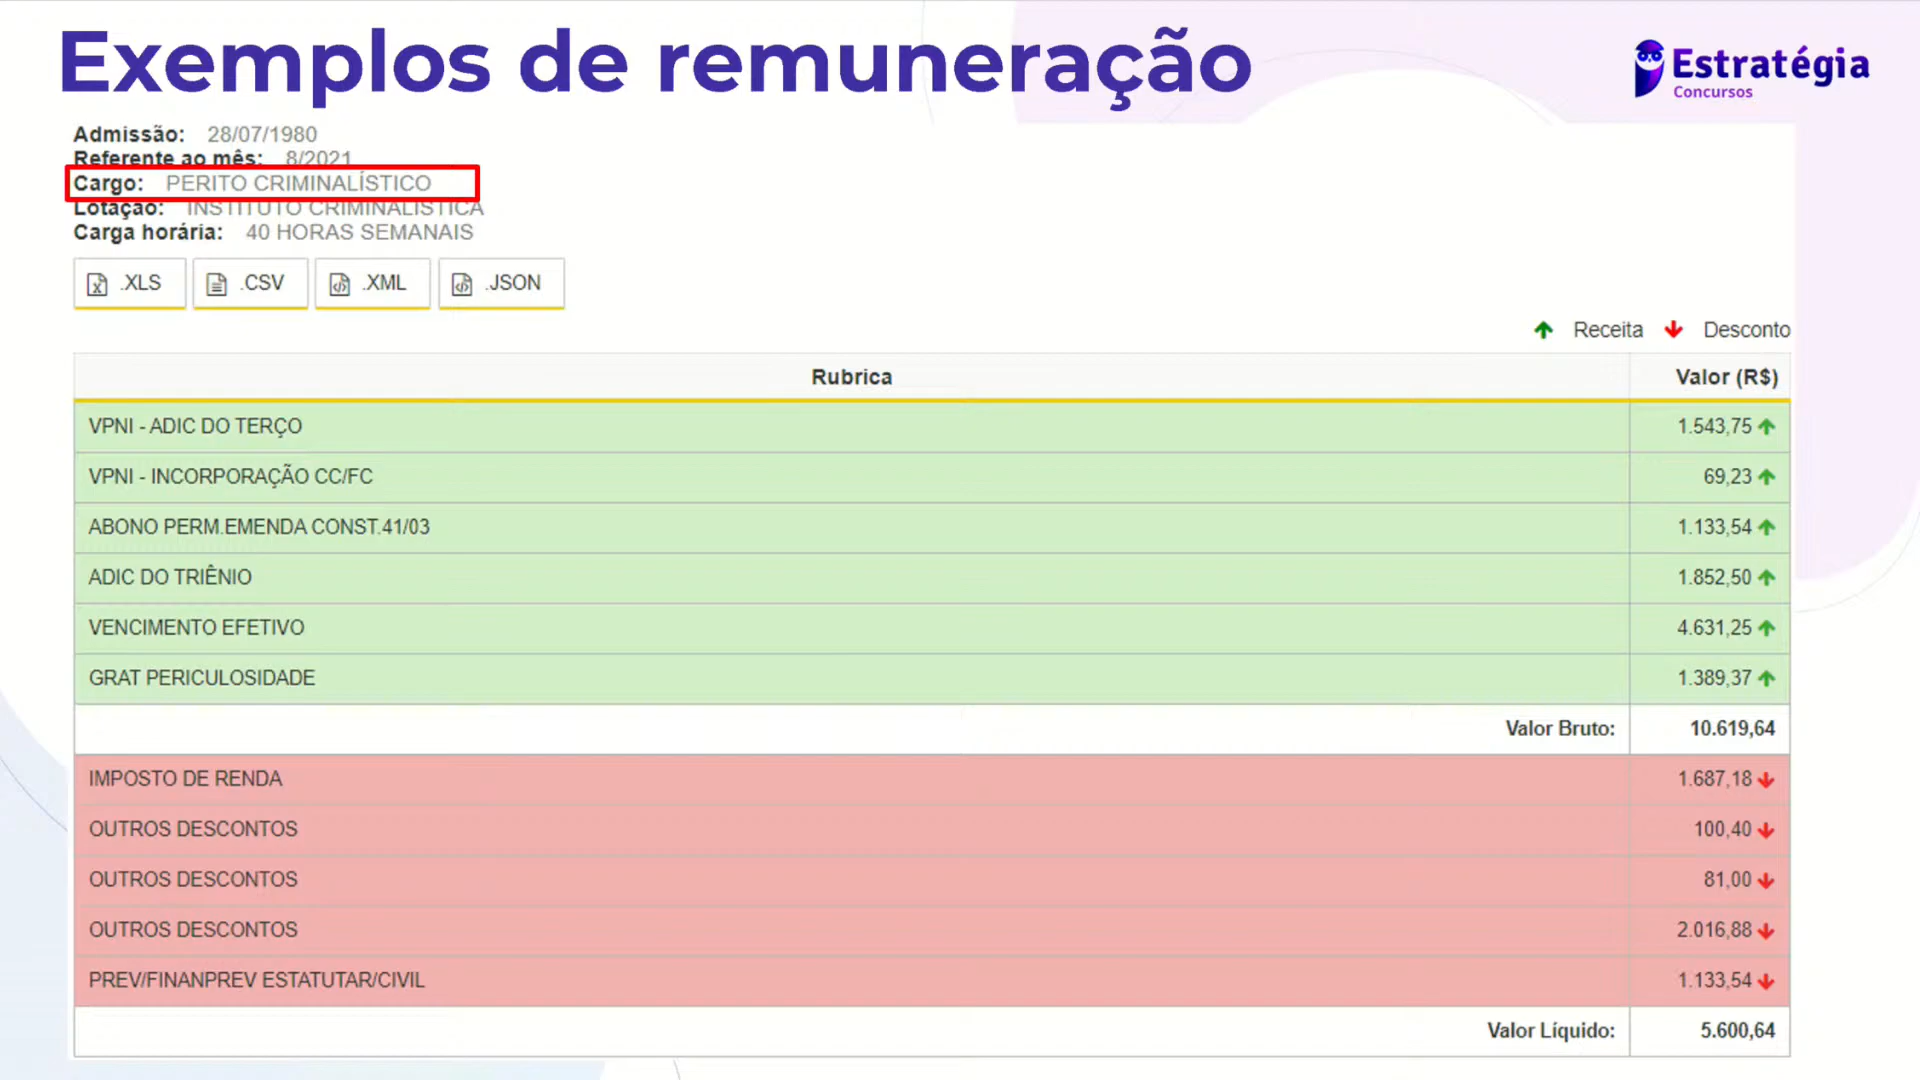 Exemplos de remuneração
Estratégia
Concursos
Admissão: 28/07/1980
Referente ao mês: 8/2021
Cargo: PERITO CRIMINALÍSTICO
Lotação: INSTITUTO CRIMINALISTICA
Carga horária: 40 HORAS SEMANAIS
.XLS .CSV .XML .JSON
Receita Desconto
Rubrica Valor (R$)
VPNI - ADIC DO TERÇO 1.543,75
VPNI - INCORPORAÇÃO CC/FC 69,23
ABONO PERM.EMENDA CONST.41/03 1.133,54
ADIC DO TRIÊNIO 1.852,50
VENCIMENTO EFETIVO 4.631,25
GRAT PERICULOSIDADE 1.389,37
Valor Bruto: 10.619,64
IMPOSTO DE RENDA 1.687,18
OUTROS DESCONTOS 100,40
OUTROS DESCONTOS 81,00
OUTROS DESCONTOS 2.016,88
PREV/FINANPREV ESTATUTAR/CIVIL 1.133,54
Valor Líquido: 5.600,64